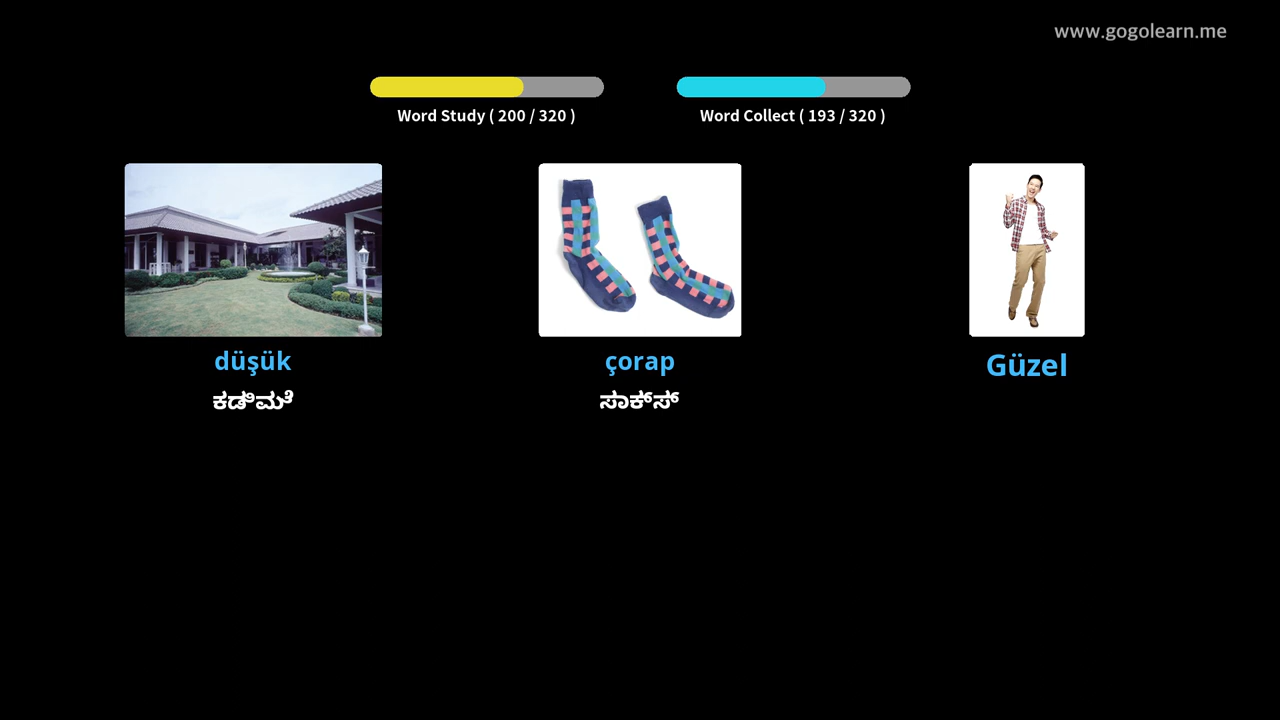 www.gogolearn.me
Word Study ( 200 / 320 )
Word Collect ( 193 / 320 )
düşük
çorap
Güzel
ಕಡಿಮೆ
ಸಾಕ್ಸ್